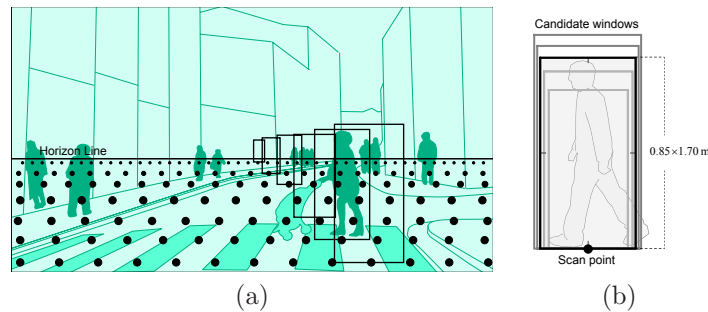 Horizon Line
Candidate windows
0.85×1.70 m
Scan point
(a)
(b)